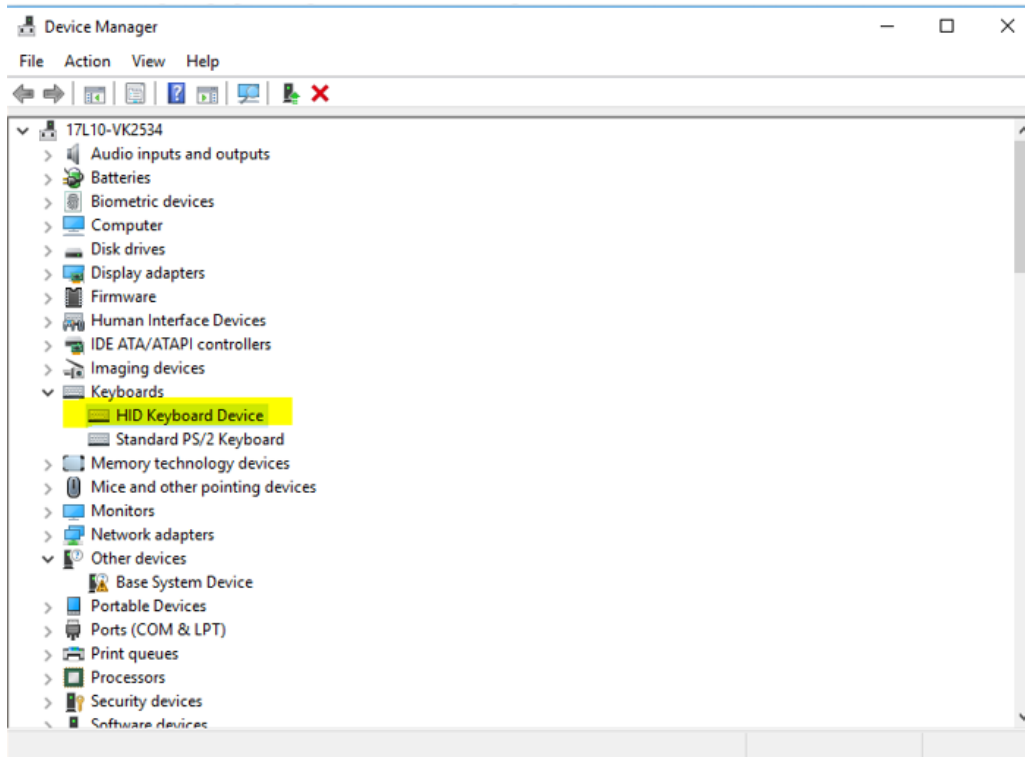 Device Manager
File Action View Help
17L10-VK2534
Audio inputs and outputs
Batteries
Biometric devices
Computer
Disk drives
Display adapters
Firmware
Human Interface Devices
IDE ATA/ATAPI controllers
Imaging devices
Keyboards
HID Keyboard Device
Standard PS/2 Keyboard
Memory technology devices
Mice and other pointing devices
Monitors
Network adapters
Other devices
Base System Device
Portable Devices
Ports (COM & LPT)
Print queues
Processors
Security devices
Software devices